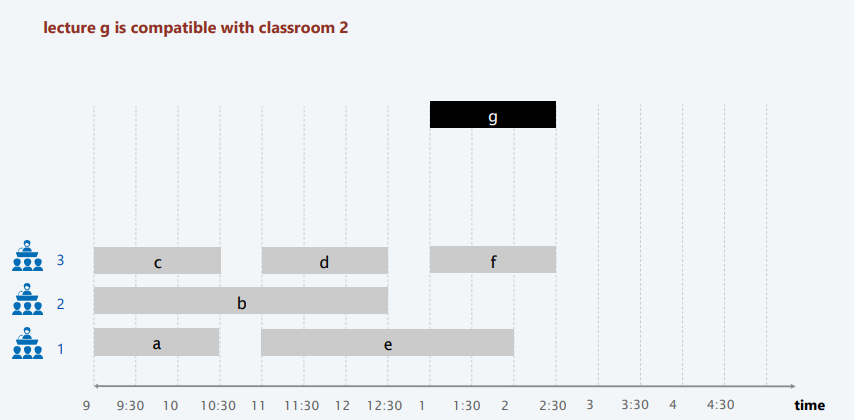 lecture g is compatible with classroom 2
g
3 c d f
2 b
1 a e
9 9:30 10 10:30 11 11:30 12 12:30 1 1:30 2 2:30 3 3:30 4 4:30 time